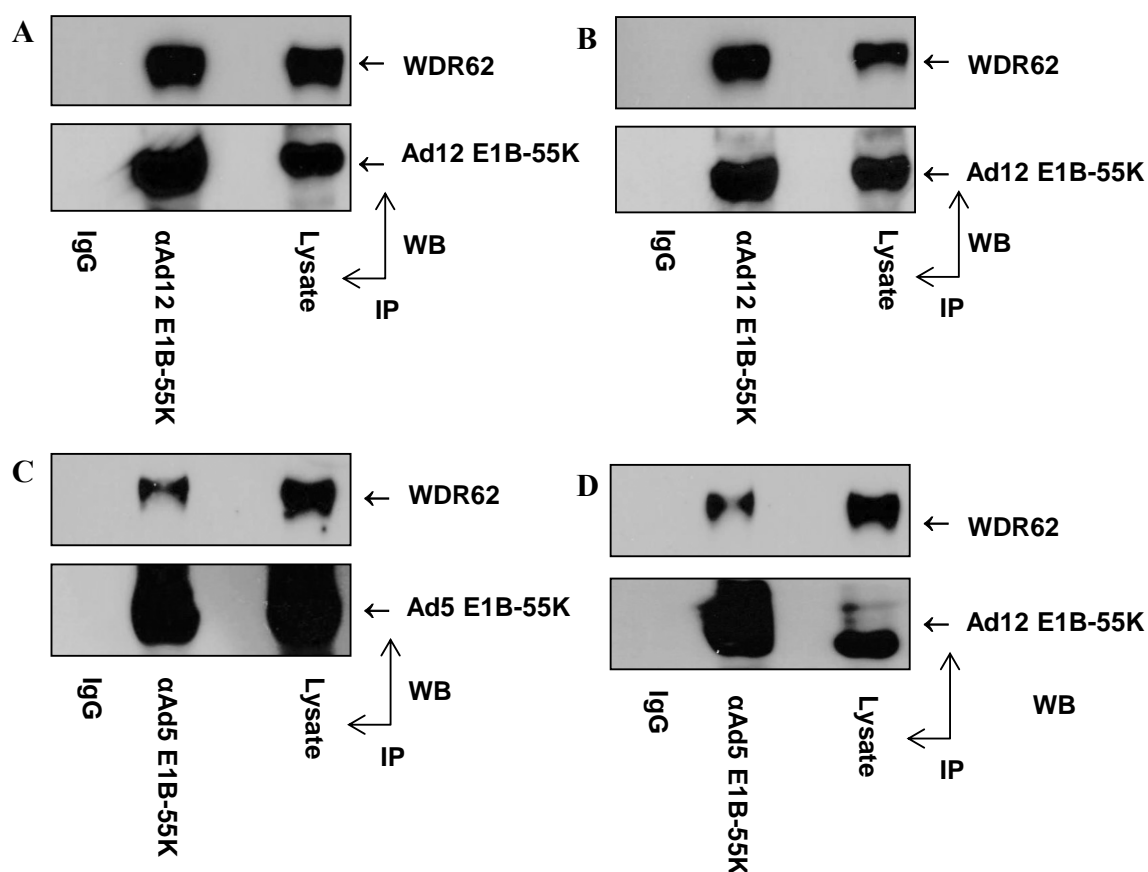 A
← WDR62
← Ad12 E1B-55K
IgG
αAd12 E1B-55K
Lysate
WB
IP
B
← WDR62
← Ad12 E1B-55K
IgG
αAd12 E1B-55K
Lysate
WB
IP
C
← WDR62
← Ad5 E1B-55K
IgG
αAd5 E1B-55K
Lysate
WB
IP
D
← WDR62
← Ad12 E1B-55K
IgG
αAd5 E1B-55K
Lysate
WB
IP